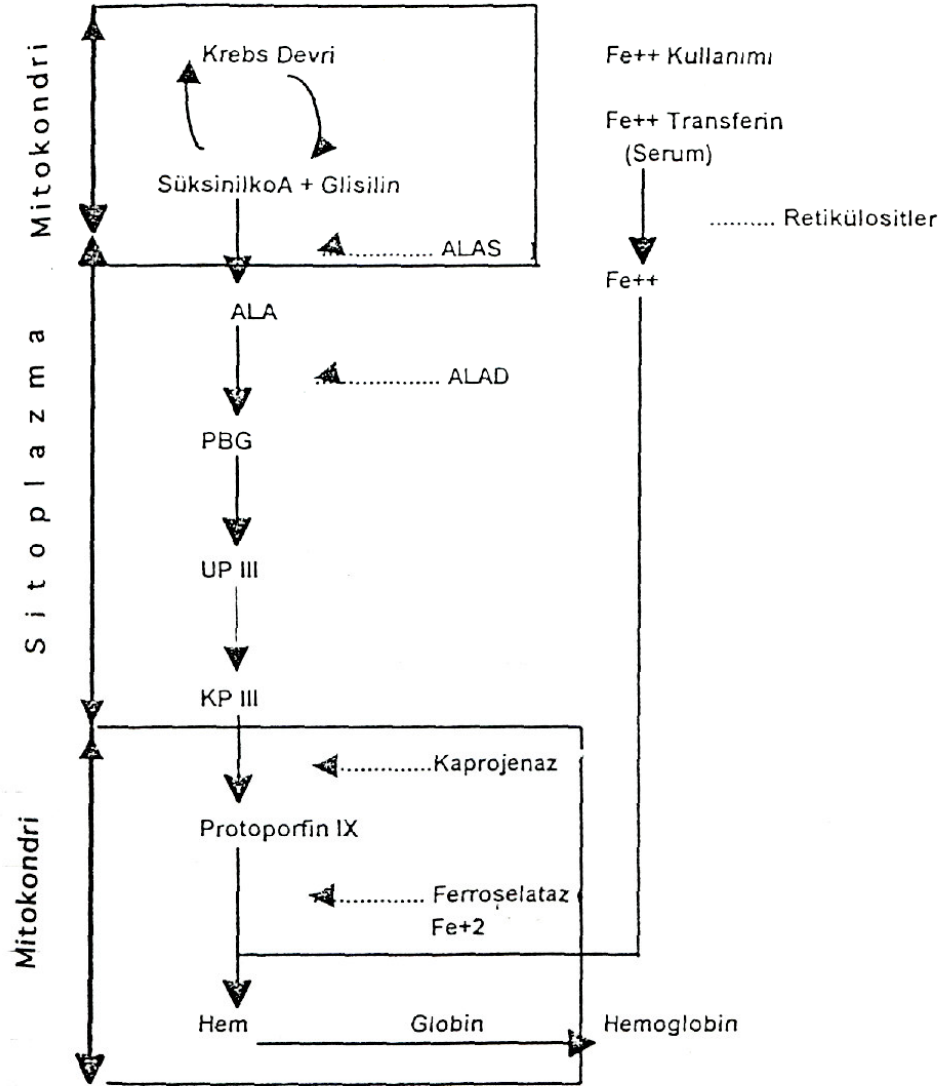 Mitokondri
Krebs Devri
SüksinilkoA + Glisilin
.............. ALAS
Fe++ Kullanımı
Fe++ Transferin
(Serum)
.......... Retikülositler
Fe++
Sitoplazma
ALA
.............. ALAD
PBG
UP III
KP III
Mitokondri
.............Kaprojenaz
Protoporfin IX
............ Ferroselataz
Fe+2
Hem
Globin
Hemoglobin